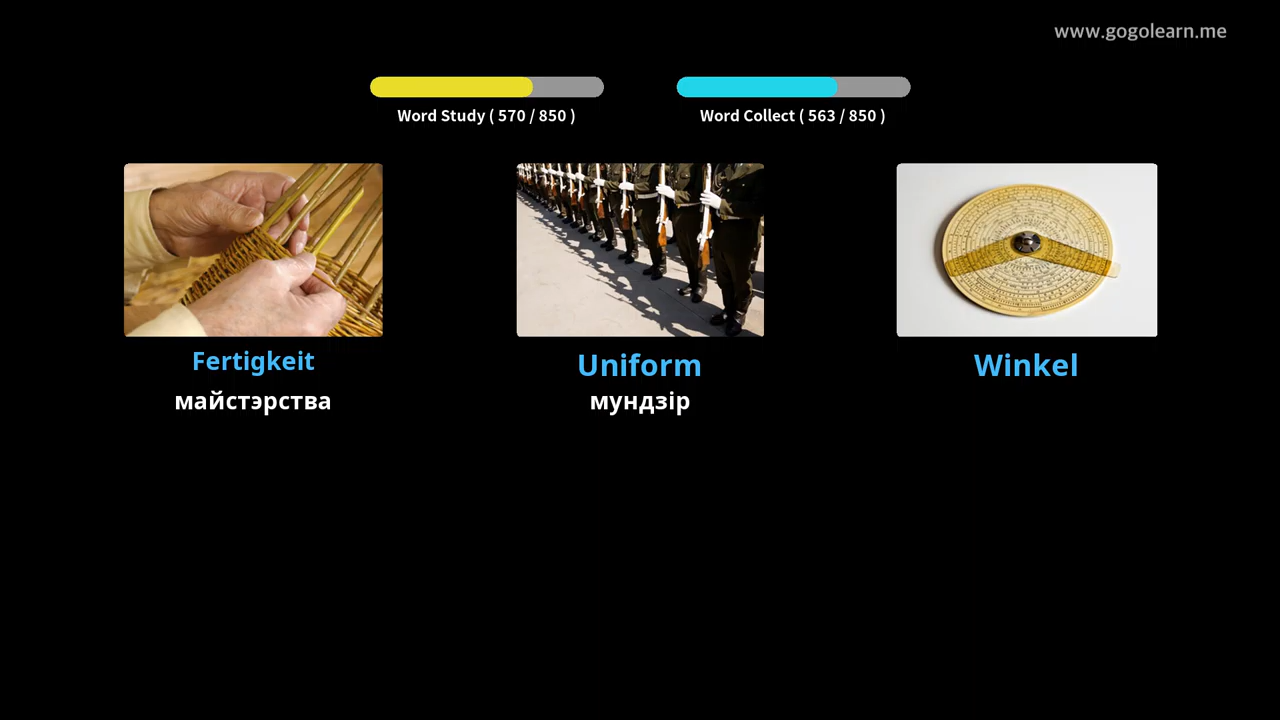 www.gogolearn.me
Word Study ( 570 / 850 )
Word Collect ( 563 / 850 )
Fertigkeit
Uniform
Winkel
майстэрства
мундзір